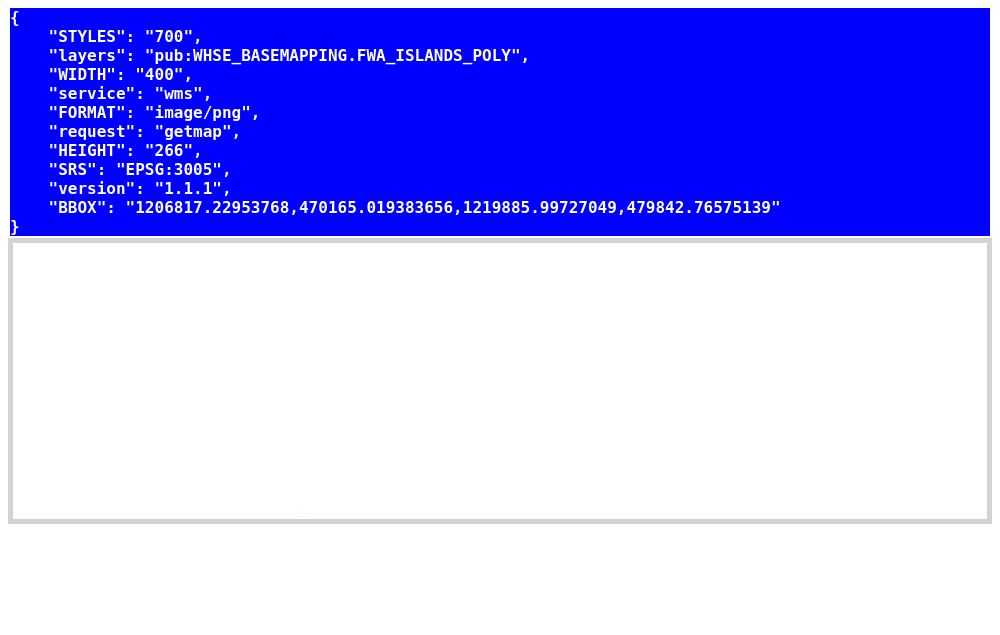 {
    "STYLES": "700",
    "layers": "pub:WHSE_BASEMAPPING.FWA_ISLANDS_POLY",
    "WIDTH": "400",
    "service": "wms",
    "FORMAT": "image/png",
    "request": "getmap",
    "HEIGHT": "266",
    "SRS": "EPSG:3005",
    "version": "1.1.1",
    "BBOX": "1206817.22953768,470165.019383656,1219885.99727049,479842.76575139"
}